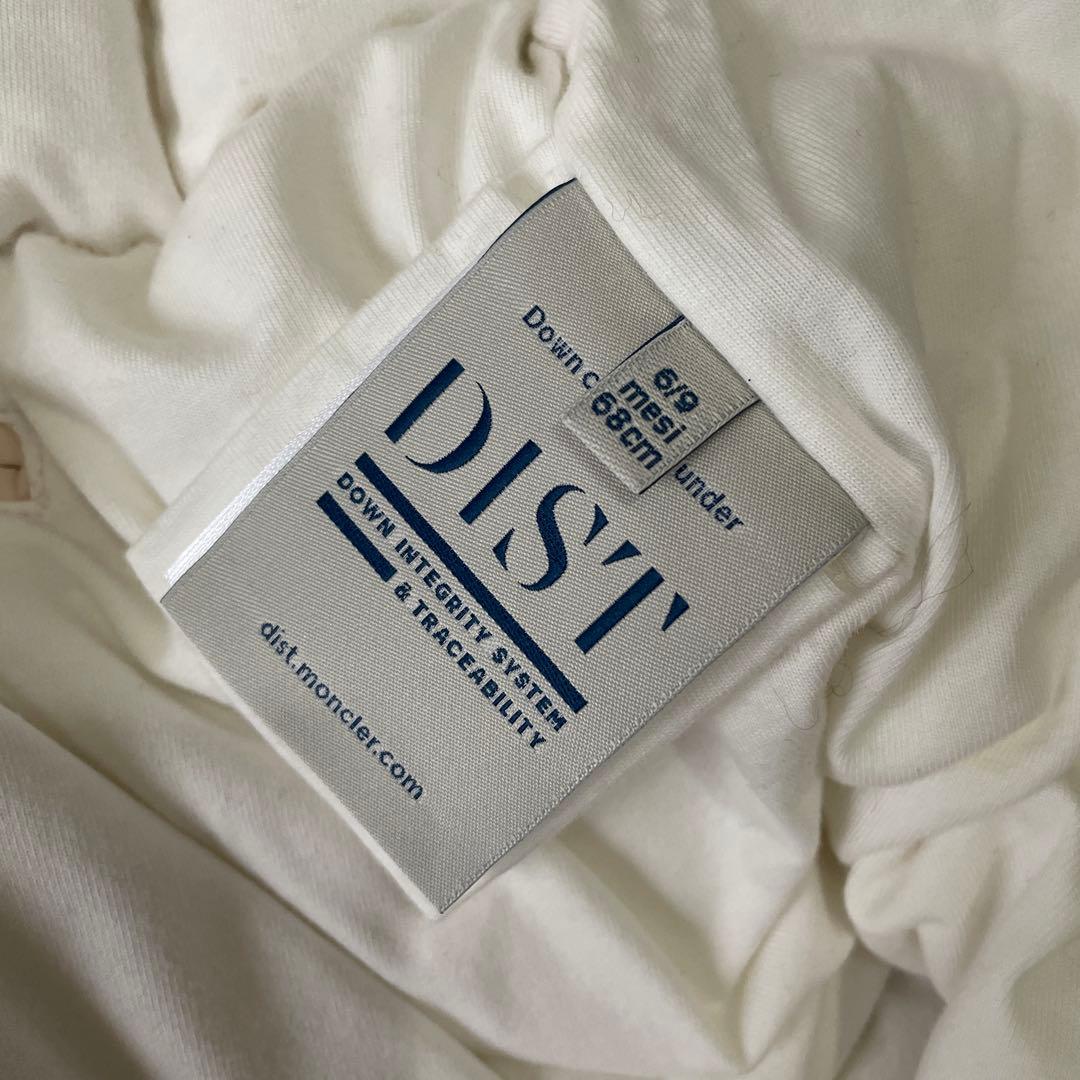 Down c
under
6/9
mesi
68cm
DIST
DOWN INTEGRITY SYSTEM
& TRACEABILITY
dist.moncler.com